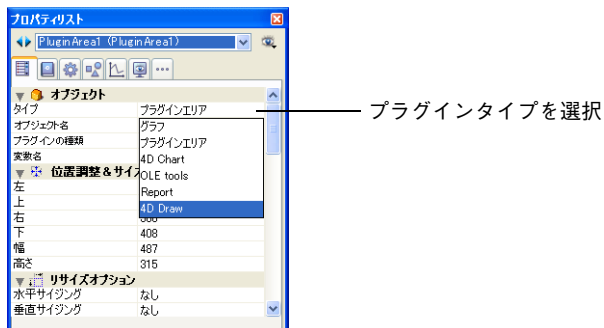 プロパティリスト
PluginArea1 (PluginArea1)
オブジェクト
タイプ プラグインエリア
プラグインタイプを選択
オブジェクト名
プラグインの種類
変数名
グラフ
プラグインエリア
4D Chart
OLE tools
Report
4D Draw
位置調整&サイ
左
上
右
下 408
幅 487
高さ 315
リサイズオプション
水平サイジング なし
垂直サイジング なし